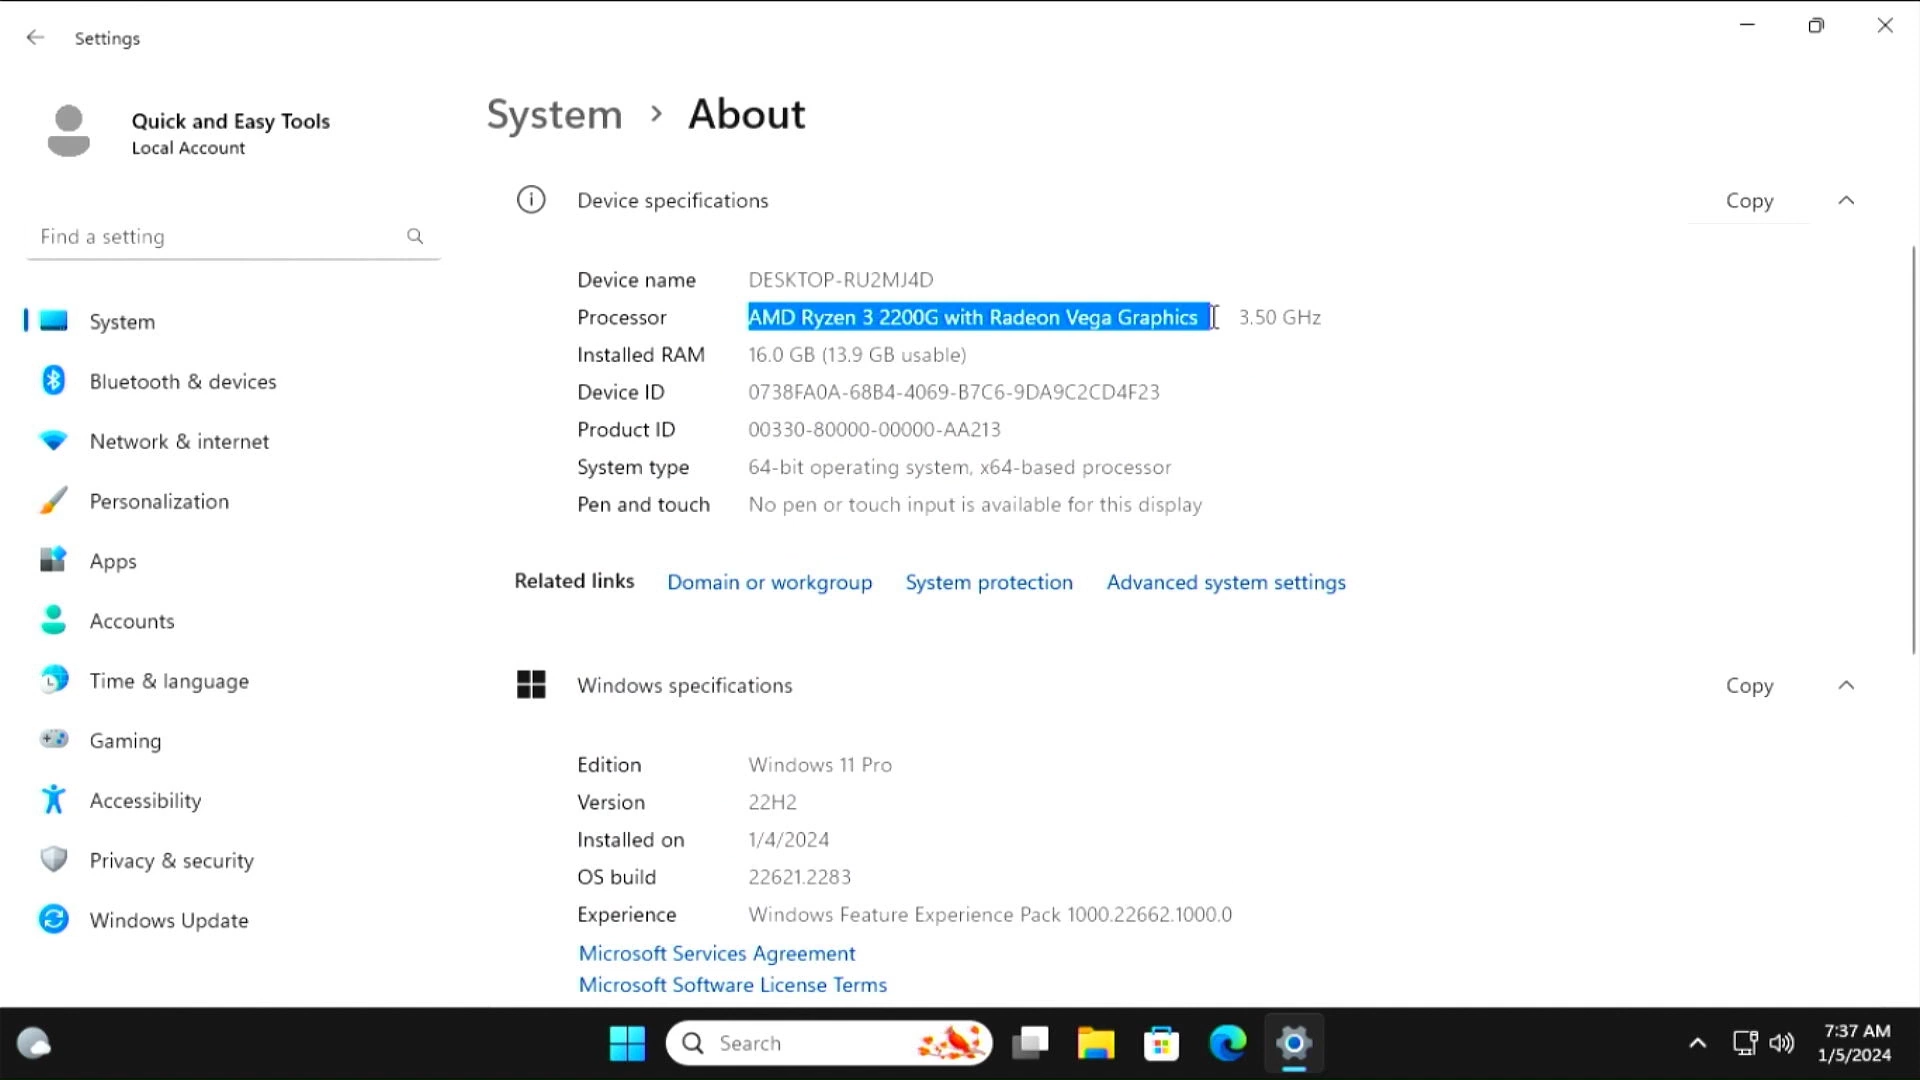 Settings
Quick and Easy Tools
Local Account
Find a setting
System
Bluetooth & devices
Network & internet
Personalization
Apps
Accounts
Time & language
Gaming
Accessibility
Privacy & security
Windows Update
System > About
Device specifications
Copy
Device name DESKTOP-RU2MJ4D
Processor AMD Ryzen 3 2200G with Radeon Vega Graphics 3.50 GHz
Installed RAM 16.0 GB (13.9 GB usable)
Device ID 0738FA0A-68B4-4069-B7C6-9DA9C2CD4F23
Product ID 00330-80000-00000-AA213
System type 64-bit operating system, x64-based processor
Pen and touch No pen or touch input is available for this display
Related links Domain or workgroup System protection Advanced system settings
Windows specifications
Copy
Edition Windows 11 Pro
Version 22H2
Installed on 1/4/2024
OS build 22621.2283
Experience Windows Feature Experience Pack 1000.22662.1000.0
Microsoft Services Agreement
Microsoft Software License Terms
Search
7:37 AM
1/5/2024